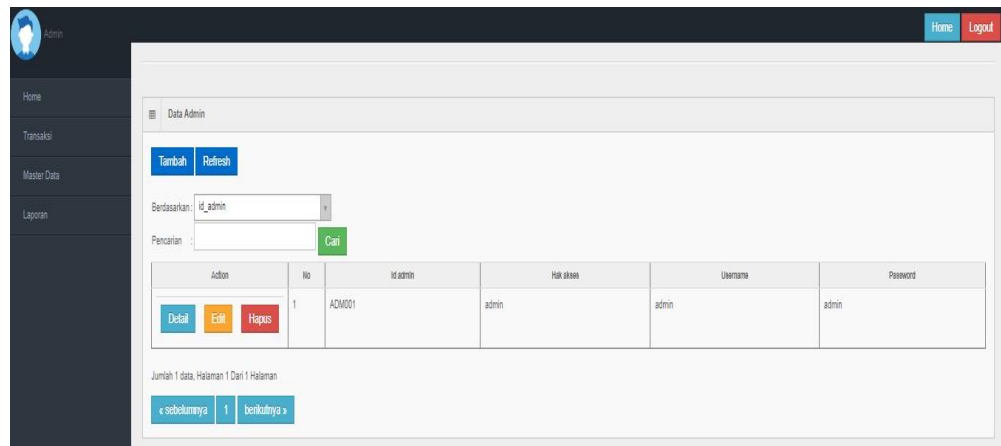 Admin
Home Logout
Home
Transaksi
Master Data
Laporan
Data Admin
Tambah Refresh
Berdasarkan : id_admin
Pencarian : Cari
Action No Id admin Hak akses Username Password
Detail Edit Hapus 1 ADM001 admin admin admin
Jumlah 1 data, Halaman 1 Dari 1 Halaman
« sebelumnya 1 berikutnya »